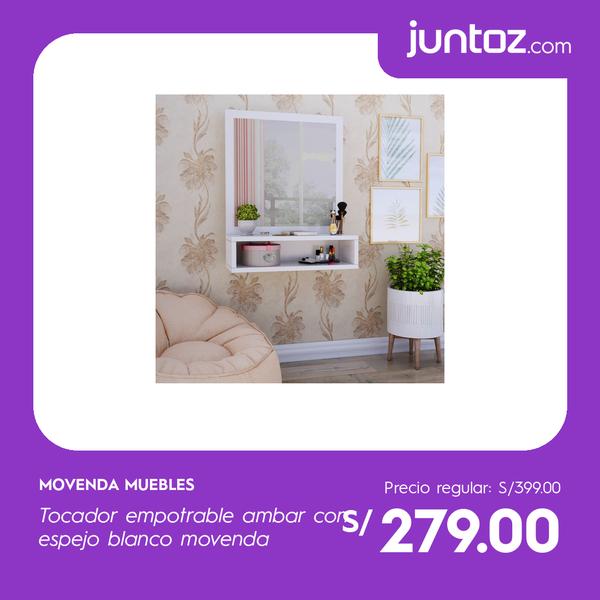 juntoz.com
MOVENDA MUEBLES
Tocador empotrable ambar con
espejo blanco movenda
Precio regular: S/399.00
S/ 279.00